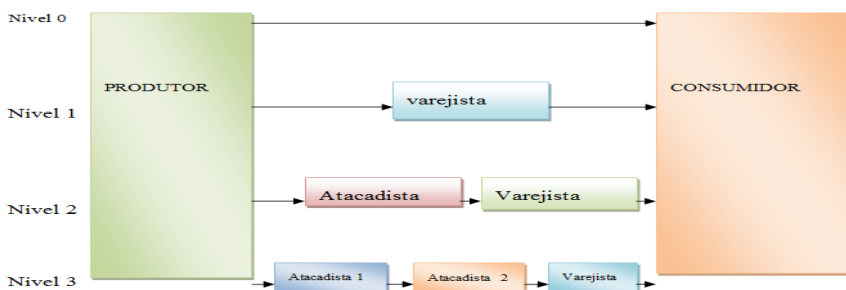 Nivel 0
PRODUTOR
CONSUMIDOR
varejista
Nivel 1
Atacadista
Varejista
Nivel 2
Nivel 3
Atacadista 1
Atacadista 2
Varejista